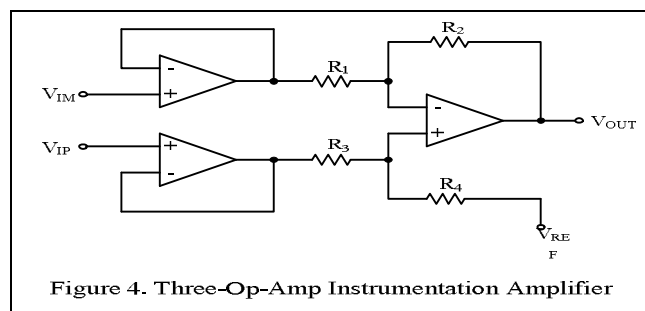 R2
-
R1
VIM
+
-
+
VOUT
VIP
+
-
R3
R4
VRE
F
Figure 4. Three-Op-Amp Instrumentation Amplifier